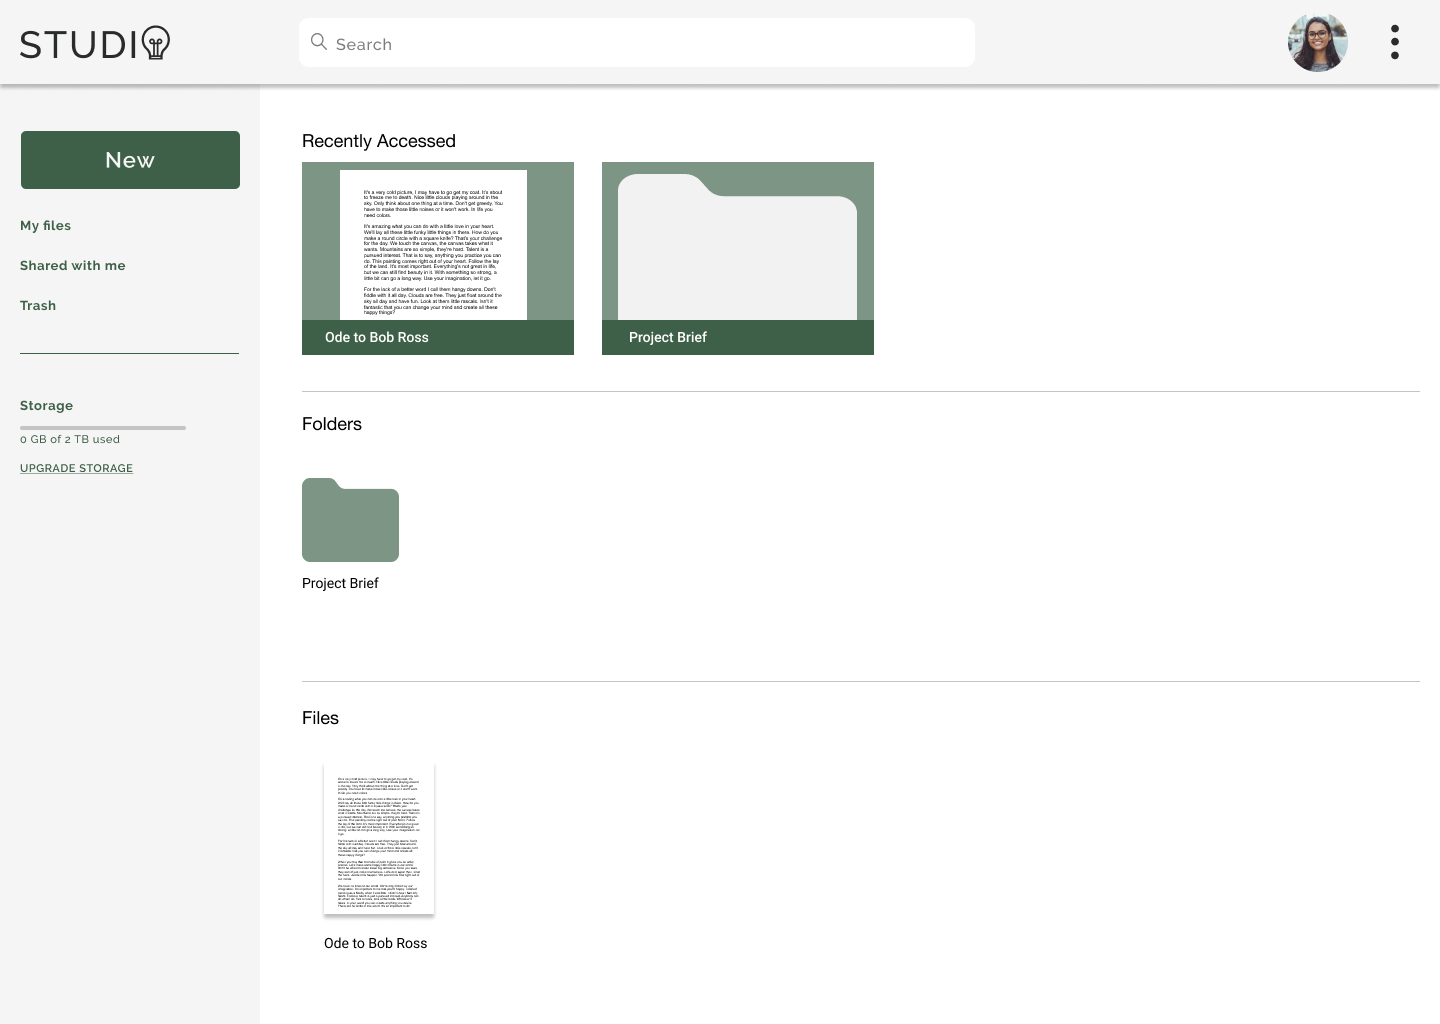 STUDIO
Search
New
My files
Shared with me
Trash
Storage
0 GB of 2 TB used
UPGRADE STORAGE
Recently Accessed
It's a very cold picture, I may have to go get my coat. It's about
to freeze me to death. Nice little clouds playing around in the
sky. Only think about one thing at a time. Don't get greedy. You
have to make those little noises or it won't work. In life you
need colors.
It's amazing what you can do with a little love in your heart.
We'll lay all these little funky little things in there. How do you
make a round circle with a square knife? That's your challenge
for the day. We touch the canvas, the canvas takes what it
wants. Mountains are so simple, they're hard. Talent is a
pursued interest. That is to say, anything you practice you can
do. This painting comes right out of your heart. Follow the lay
of the land. It's most important. Everything's not great in life,
but we can still find beauty in it. With something so strong, a
little bit can go a long way. Use your imagination, let it go.
For the lack of a better word I call them hangy downs. Don't
fiddle with it all day. Clouds are free. They just float around the
sky all day and have fun. Look at them little rascals. Isn't it
fantastic that you can change your mind and create all these
happy things?
Ode to Bob Ross
Project Brief
Folders
Project Brief
Files
Ode to Bob Ross